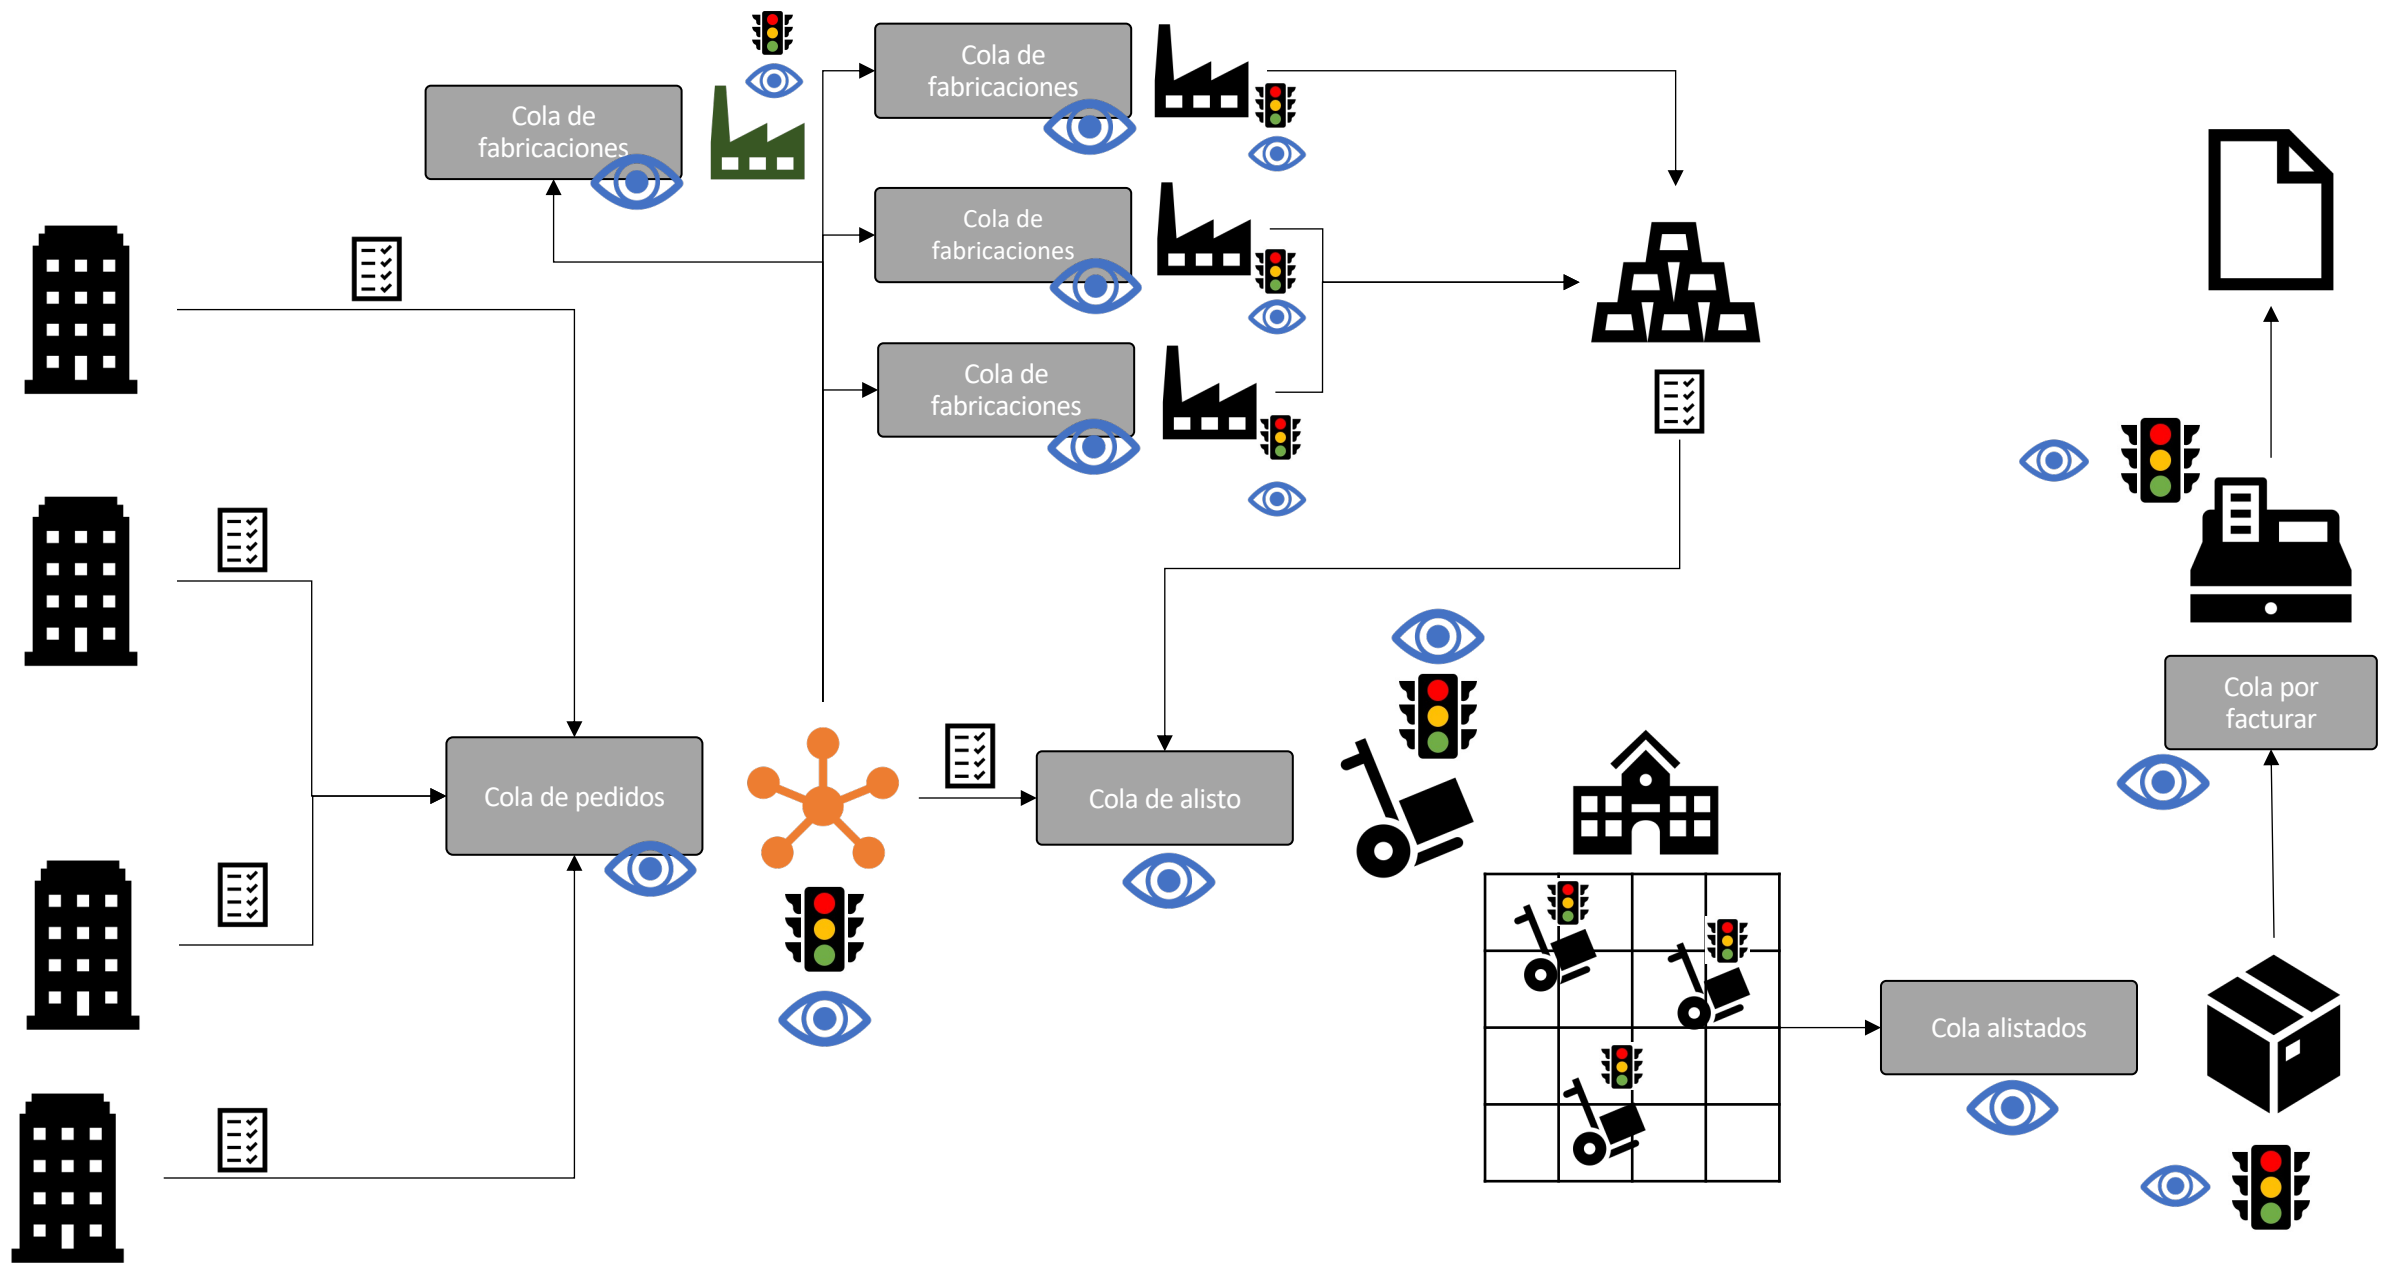 Cola de
fabricaciones
Cola de
fabricaciones
Cola de
fabricaciones
Cola de
fabricaciones
Cola por
facturar
Cola de pedidos
Cola de alisto
Cola alistados